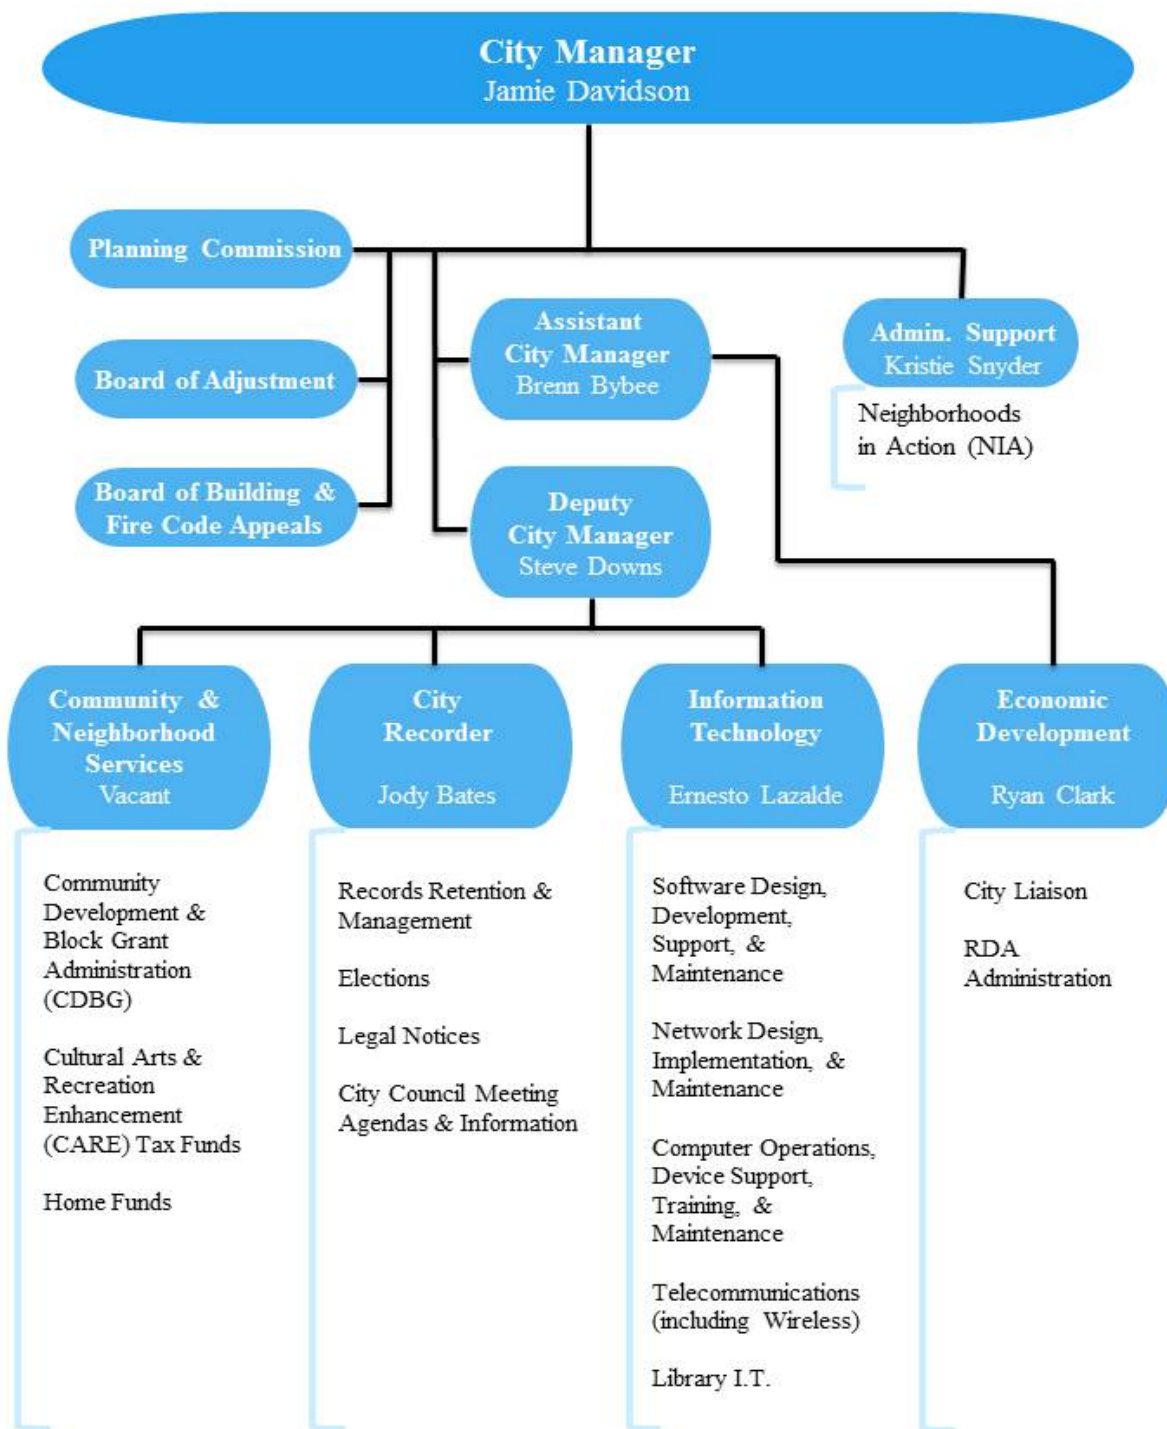 City Manager
Jamie Davidson
Planning Commission
Assistant
City Manager
Brenn Bybee
Admin. Support
Kristie Snyder
Neighborhoods
in Action (NIA)
Board of Adjustment
Board of Building &
Fire Code Appeals
Deputy
City Manager
Steve Downs
Community &
Neighborhood
Services
Vacant
Community
Development &
Block Grant
Administration
(CDBG)
Cultural Arts &
Recreation
Enhancement
(CARE) Tax Funds
Home Funds
City
Recorder
Jody Bates
Records Retention &
Management
Elections
Legal Notices
City Council Meeting
Agendas & Information
Information
Technology
Ernesto Lazalde
Software Design,
Development,
Support, &
Maintenance
Network Design,
Implementation, &
Maintenance
Computer Operations,
Device Support,
Training, &
Maintenance
Telecommunications
(including Wireless)
Library I.T.
Economic
Development
Ryan Clark
City Liaison
RDA
Administration